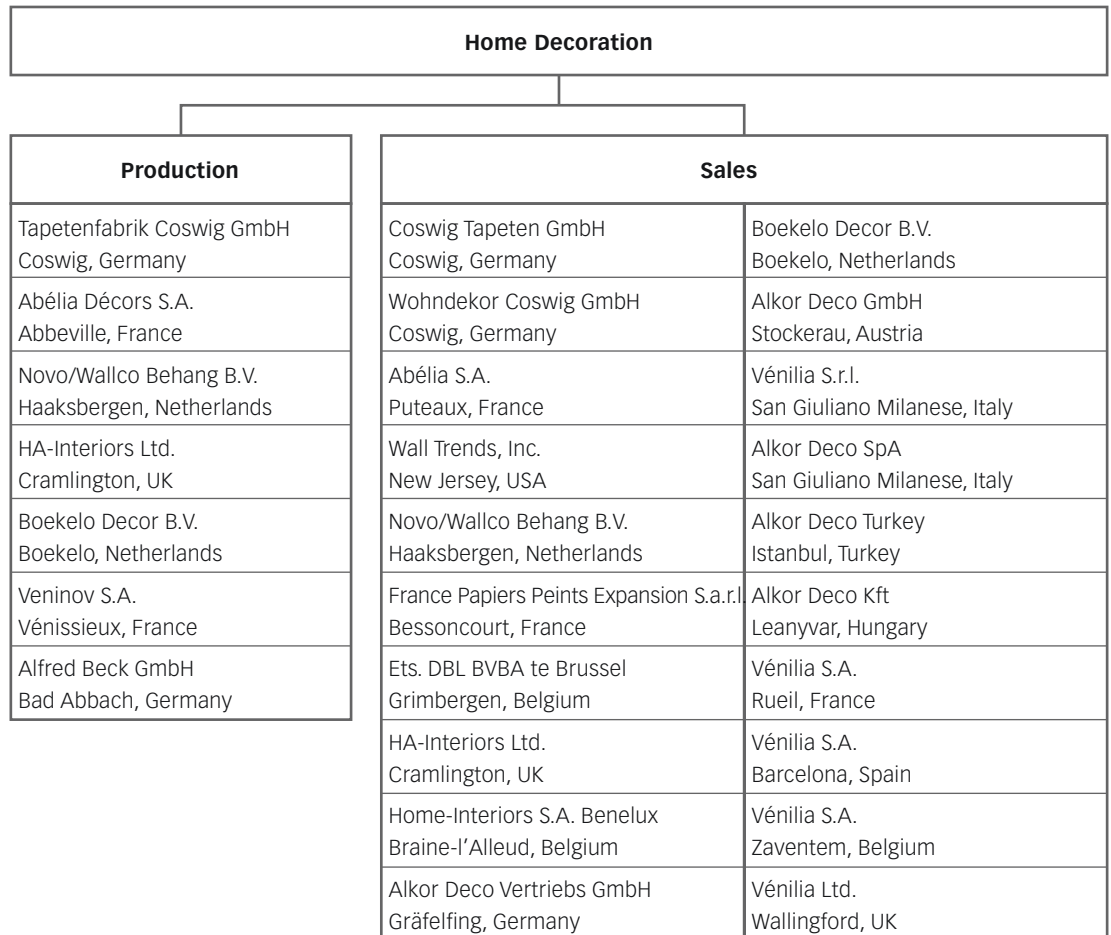 Home Decoration
Production
Tapetenfabrik Coswig GmbH
Coswig, Germany
Abélia Décors S.A.
Abbeville, France
Novo/Wallco Behang B.V.
Haaksbergen, Netherlands
HA-Interiors Ltd.
Cramlington, UK
Boekelo Decor B.V.
Boekelo, Netherlands
Veninov S.A.
Vénissieux, France
Alfred Beck GmbH
Bad Abbach, Germany
Sales
Coswig Tapeten GmbH
Coswig, Germany
Wohndekor Coswig GmbH
Coswig, Germany
Abélia S.A.
Puteaux, France
Wall Trends, Inc.
New Jersey, USA
Novo/Wallco Behang B.V.
Haaksbergen, Netherlands
France Papiers Peints Expansion S.a.r.l.
Bessoncourt, France
Ets. DBL BVBA te Brussel
Grimbergen, Belgium
HA-Interiors Ltd.
Cramlington, UK
Home-Interiors S.A. Benelux
Braine-l’Alleud, Belgium
Alkor Deco Vertriebs GmbH
Gräfelfing, Germany
Boekelo Decor B.V.
Boekelo, Netherlands
Alkor Deco GmbH
Stockerau, Austria
Vénilia S.r.l.
San Giuliano Milanese, Italy
Alkor Deco SpA
San Giuliano Milanese, Italy
Alkor Deco Turkey
Istanbul, Turkey
Alkor Deco Kft
Leanyvar, Hungary
Vénilia S.A.
Rueil, France
Vénilia S.A.
Barcelona, Spain
Vénilia S.A.
Zaventem, Belgium
Vénilia Ltd.
Wallingford, UK